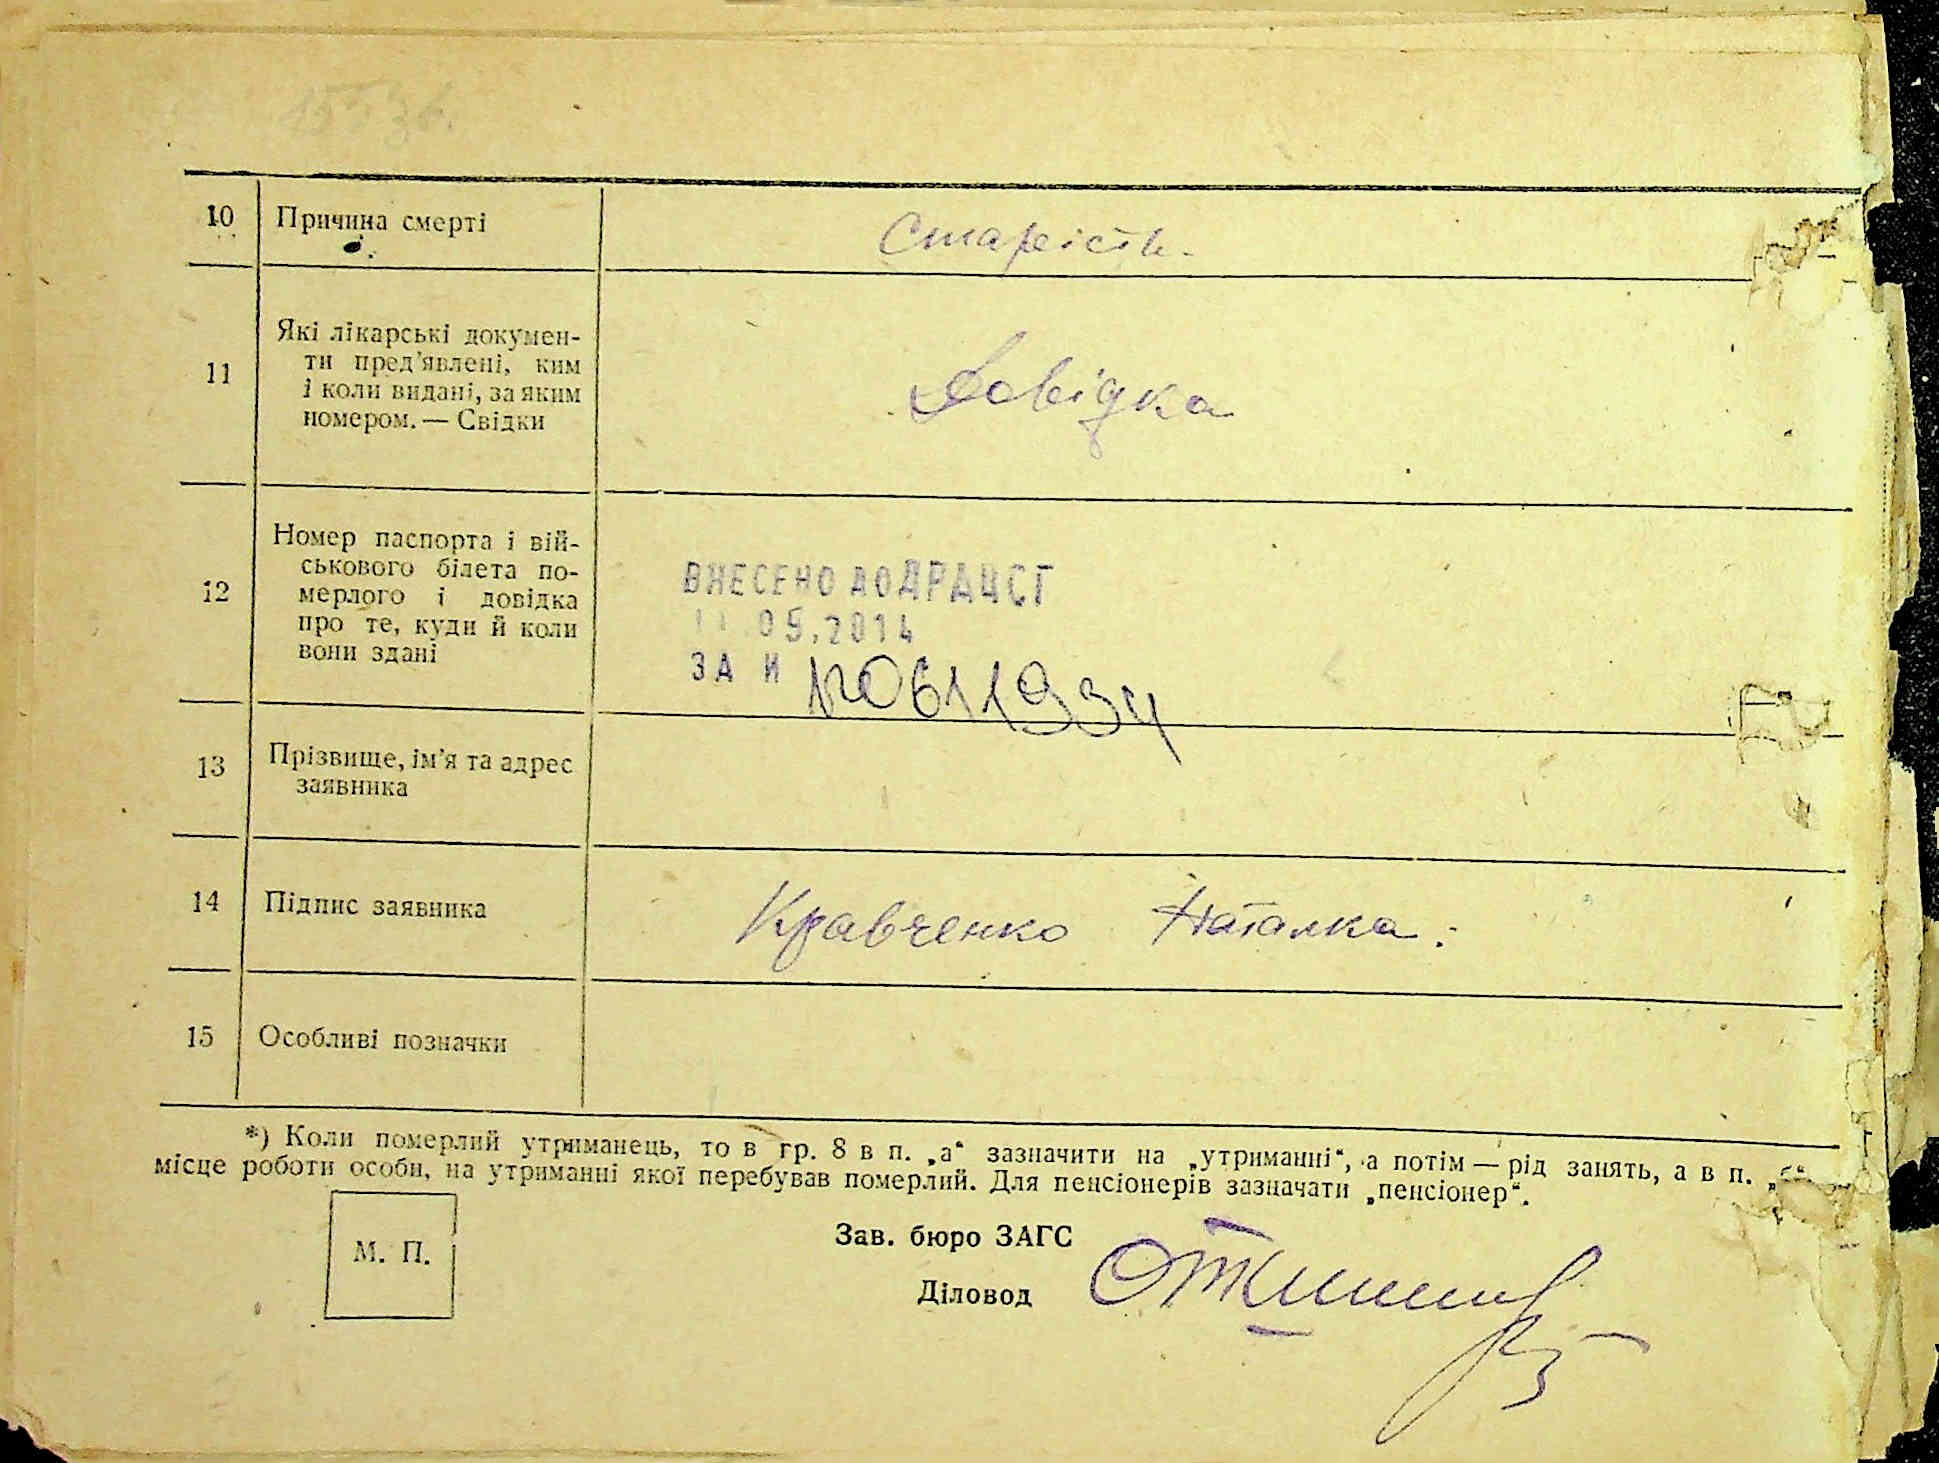 10 Причина смерті Старість.
11 Які лікарські докумен-
ти пред'явлені, ким
і коли видані, за яким
номером. — Свідки
Довідка
12 Номер паспорта і вій-
ськового білета по-
мерлого і довідка
про те, куди й коли
вони здані
ВНЕСЕНО ДО ДРАЦСГ
.05.2014
ЗА №
№0611934
13 Прізвище, ім'я та адрес
заявника
14 Підпис заявника Кравченко Наталка.
15 Особливі позначки
*) Коли померлий утриманець, то в гр. 8 в п. „а“ зазначити на „утриманні“, а потім — рід занять, а в п. „б“
місце роботи особи, на утриманні якої перебував померлий. Для пенсіонерів зазначати „пенсіонер“.
М. П.
Зав. бюро ЗАГС
Діловод